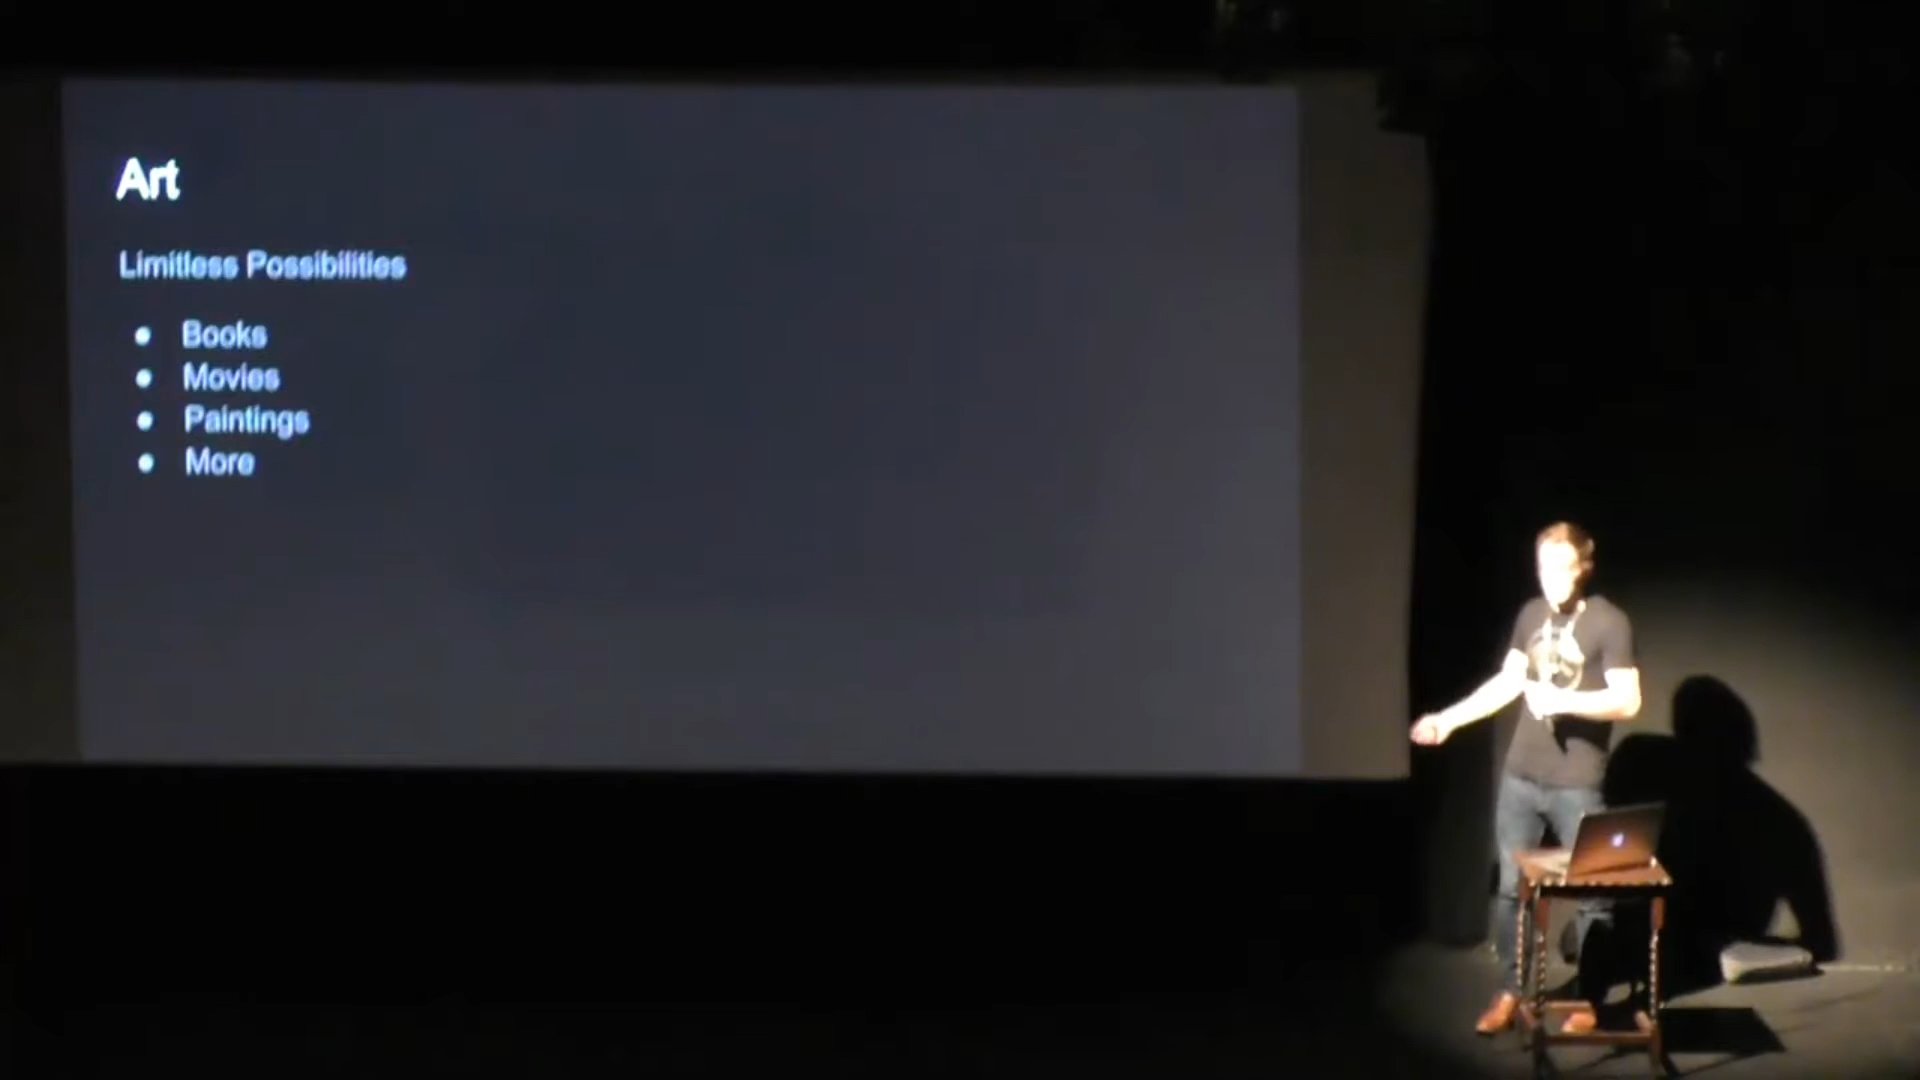 Art
Limitless Possibilities
● Books
● Movies
● Paintings
● More